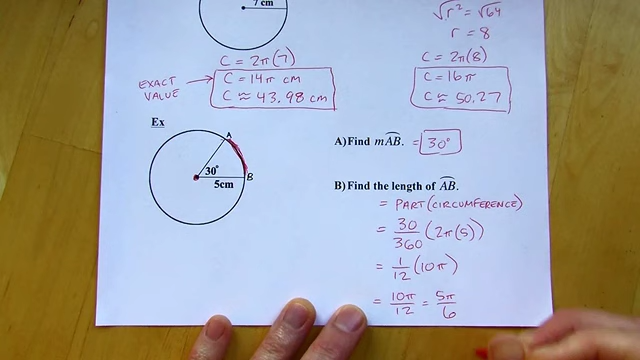 7 cm
√r² = √64
r = 8
C = 2π(7)
C = 2π(8)
EXACT VALUE
C = 14π cm
C ≈ 43.98 cm
C = 16π
C ≈ 50.27
Ex
A
30°
B
5cm
A) Find mAB. = 30°
B) Find the length of AB.
= PART(CIRCUMFERENCE)
= 30/360 (2π(5))
= 1/12 (10π)
= 10π/12 = 5π/6